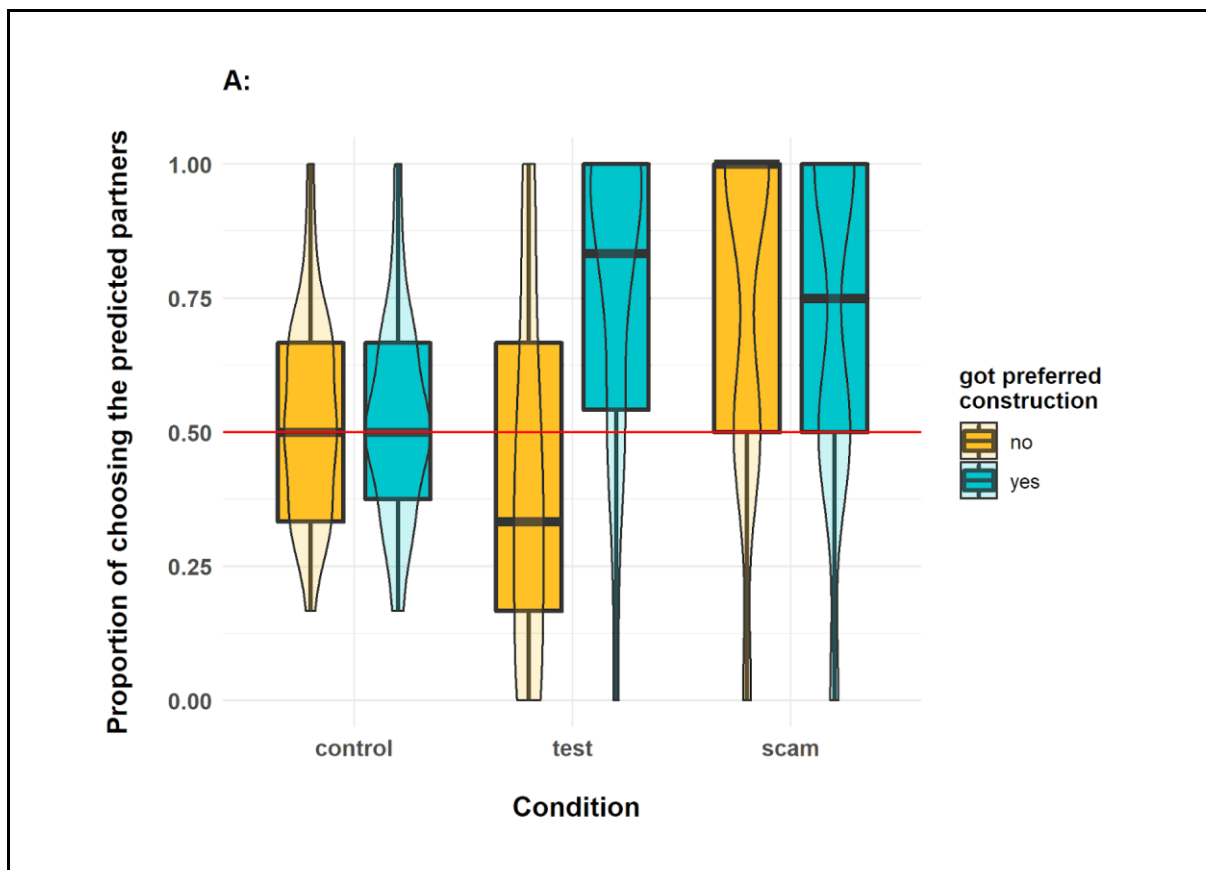 A:
Proportion of choosing the predicted partners
1.00
0.75
0.50
0.25
0.00
control test scam
Condition
got preferred
construction
no
yes